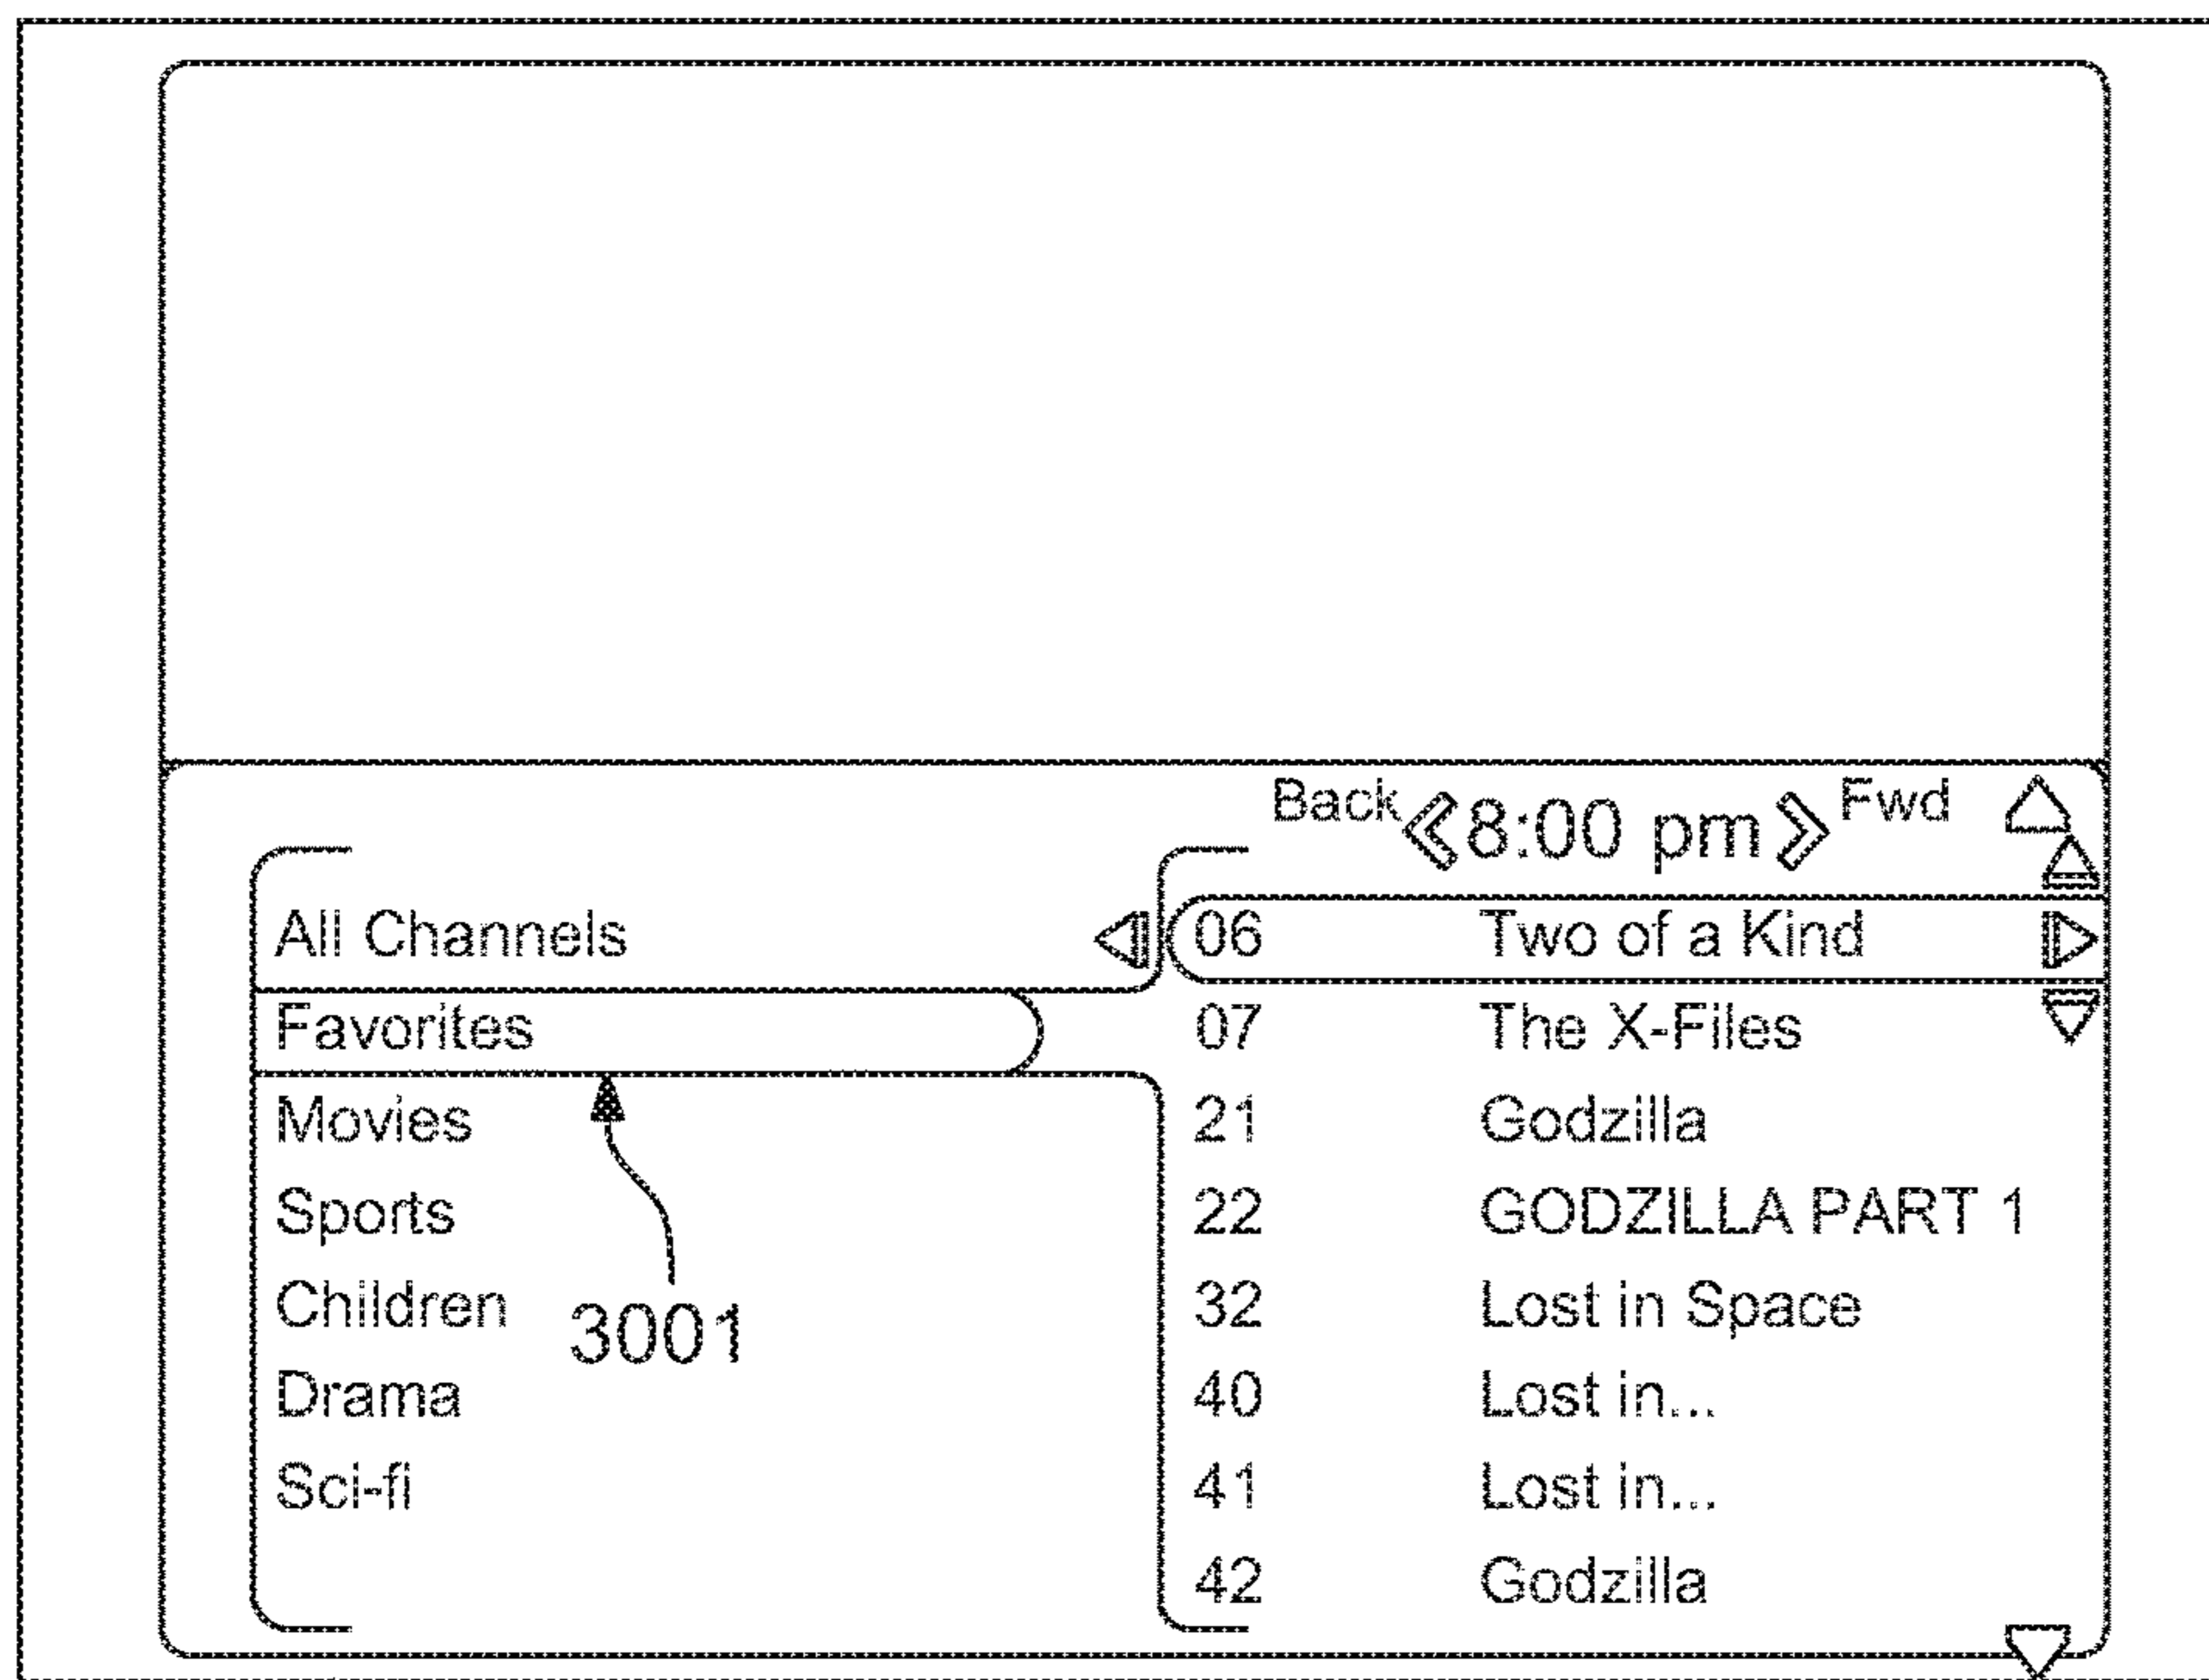 Back 8:00 pm Fwd
All Channels
Favorites
Movies
Sports
Children
Drama
Sci-fi
3001
06 Two of a Kind
07 The X-Files
21 Godzilla
22 GODZILLA PART 1
32 Lost in Space
40 Lost in...
41 Lost in...
42 Godzilla